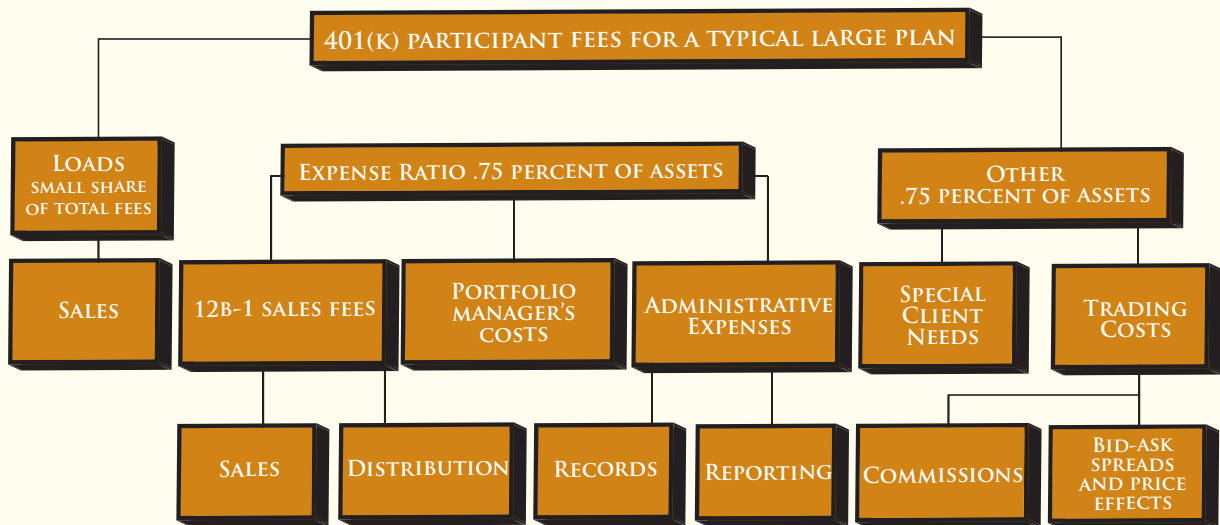 401(K) PARTICIPANT FEES FOR A TYPICAL LARGE PLAN
LOADS
SMALL SHARE
OF TOTAL FEES
EXPENSE RATIO .75 PERCENT OF ASSETS
OTHER
.75 PERCENT OF ASSETS
SALES
12B-1 SALES FEES
PORTFOLIO
MANAGER'S
COSTS
ADMINISTRATIVE
EXPENSES
SPECIAL
CLIENT
NEEDS
TRADING
COSTS
SALES
DISTRIBUTION
RECORDS
REPORTING
COMMISSIONS
BID-ASK
SPREADS
AND PRICE
EFFECTS